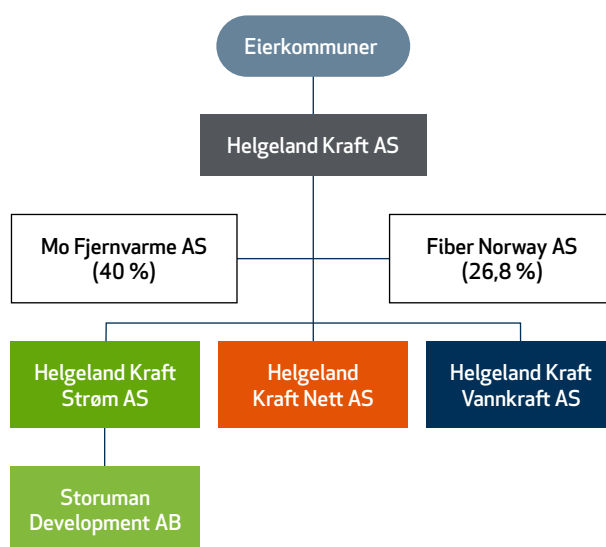 Eierkommuner
Helgeland Kraft AS
Mo Fjernvarme AS
(40 %)
Fiber Norway AS
(26,8 %)
Helgeland Kraft
Strøm AS
Helgeland
Kraft Nett AS
Helgeland Kraft
Vannkraft AS
Storuman
Development AB